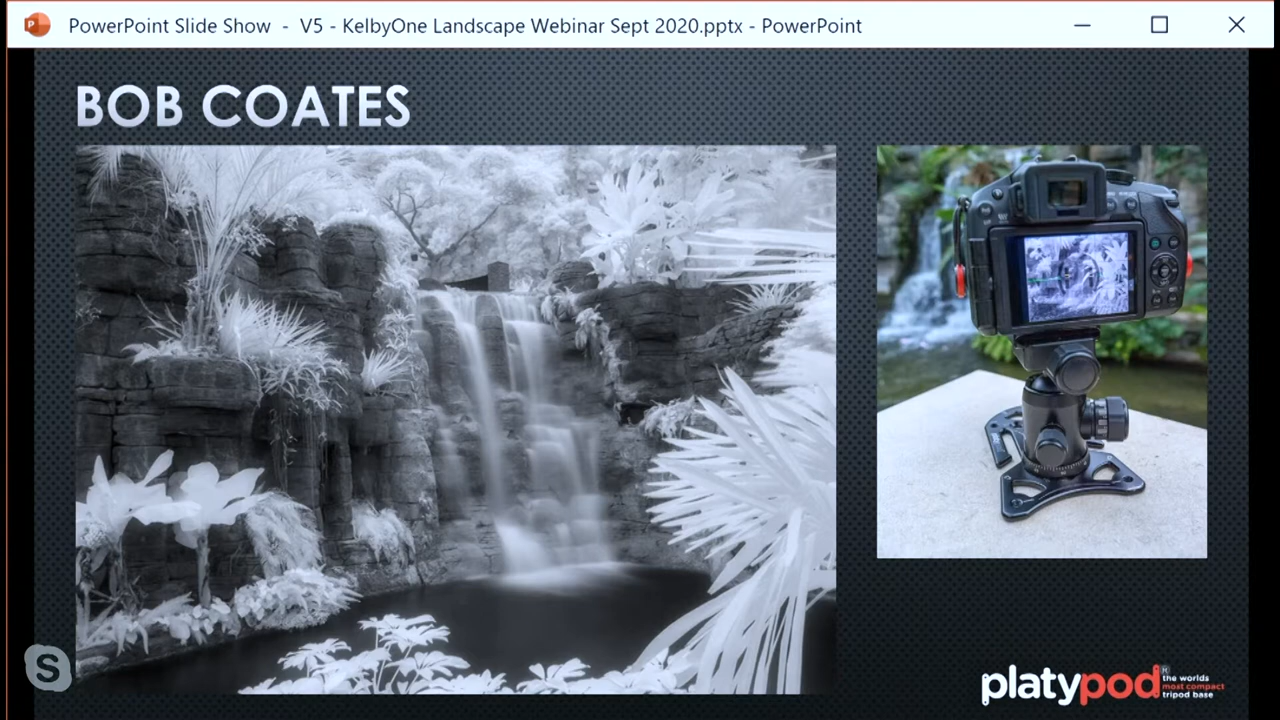 PowerPoint Slide Show - V5 - KelbyOne Landscape Webinar Sept 2020.pptx - PowerPoint
BOB COATES
platypod®
the worlds
most compact
tripod base